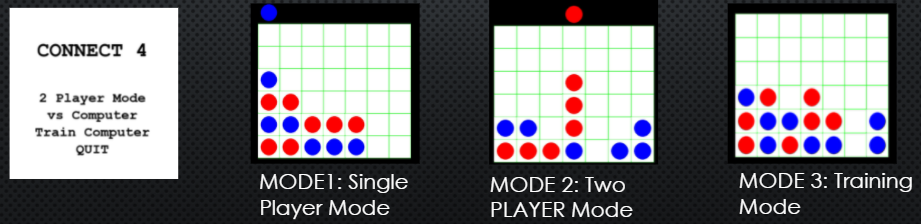 CONNECT 4
2 Player Mode
vs Computer
Train Computer
QUIT
MODE1: Single
Player Mode
MODE 2: Two
PLAYER Mode
MODE 3: Training
Mode